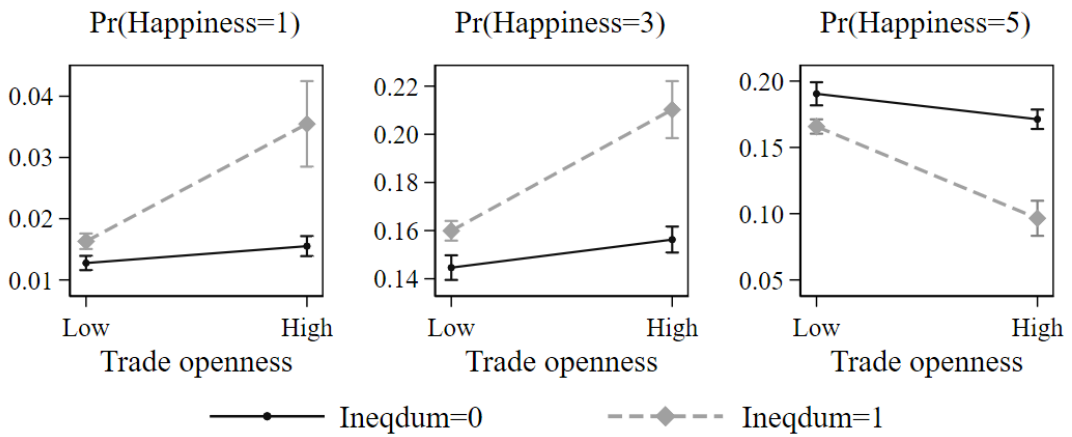 Pr(Happiness=1)
0.04
0.03
0.02
0.01
Low
High
Trade openness
Pr(Happiness=3)
0.22
0.20
0.18
0.16
0.14
Low
High
Trade openness
Pr(Happiness=5)
0.20
0.15
0.10
0.05
Low
High
Trade openness
Ineqdum=0
Ineqdum=1